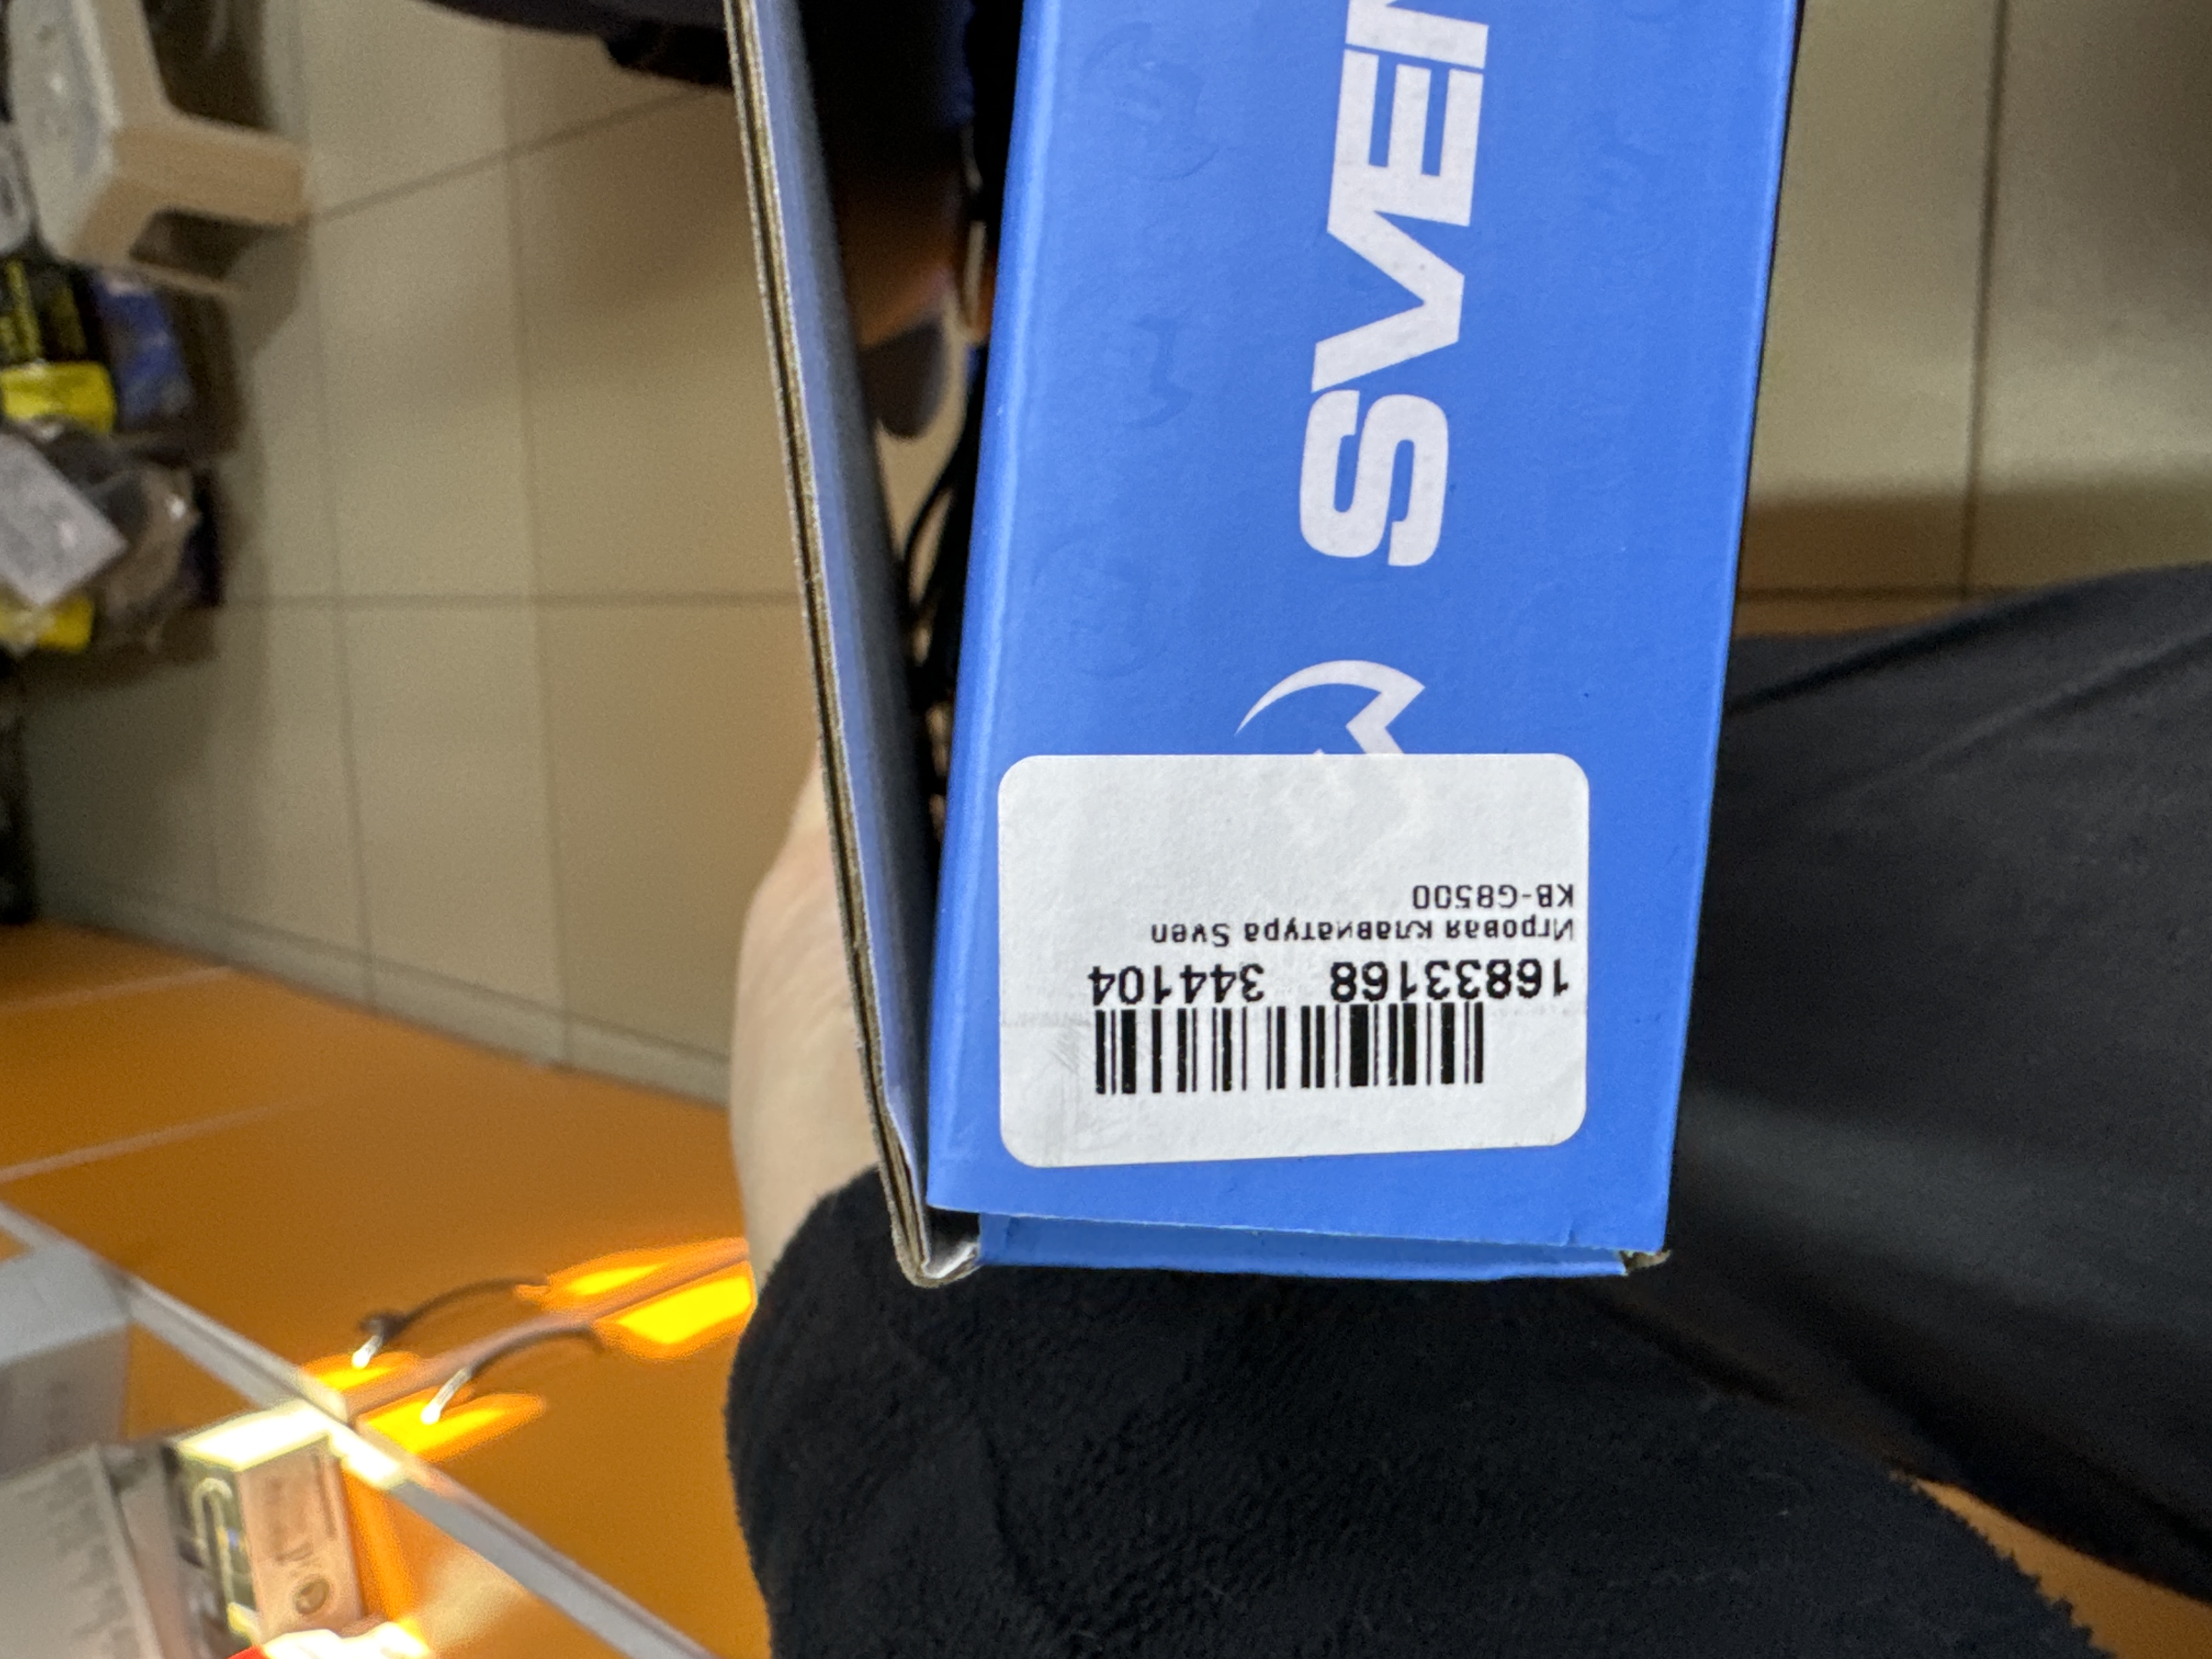 SVEN
16833168 344104
Игровая клавиатура Sven
KB-G8500